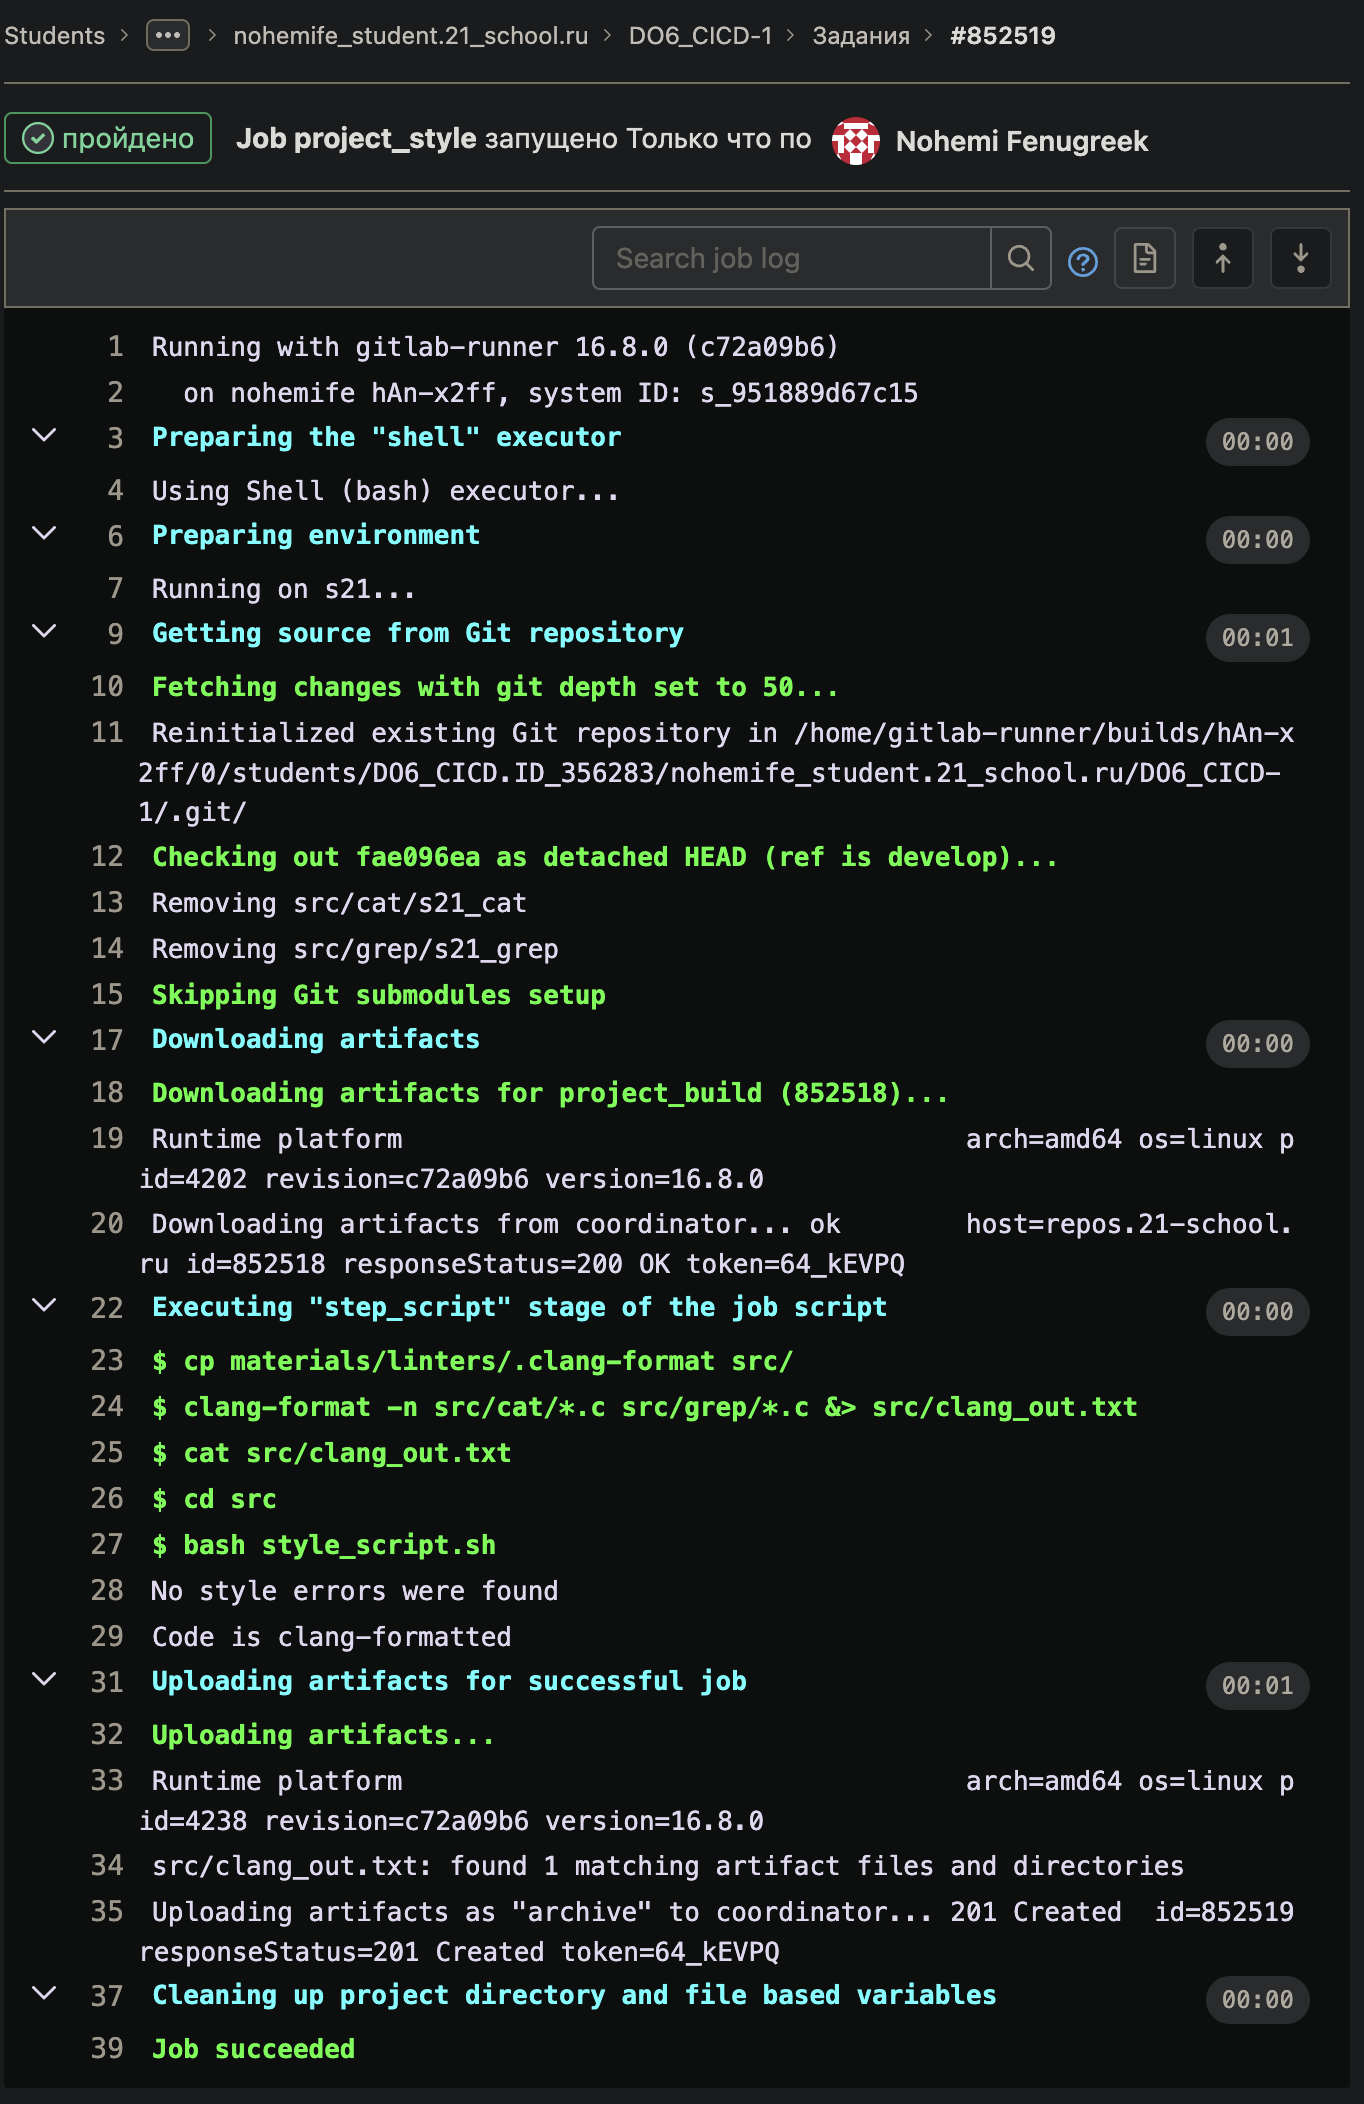 Students > ••• > nohemife_student.21_school.ru > DO6_CICD-1 > Задания > #852519
пройдено Job project_style запущено Только что по Nohemi Fenugreek
Search job log
1 Running with gitlab-runner 16.8.0 (c72a09b6)
2 on nohemife hAn-x2ff, system ID: s_951889d67c15
3 Preparing the "shell" executor 00:00
4 Using Shell (bash) executor...
6 Preparing environment 00:00
7 Running on s21...
9 Getting source from Git repository 00:01
10 Fetching changes with git depth set to 50...
11 Reinitialized existing Git repository in /home/gitlab-runner/builds/hAn-x
2ff/0/students/DO6_CICD.ID_356283/nohemife_student.21_school.ru/DO6_CICD-
1/.git/
12 Checking out fae096ea as detached HEAD (ref is develop)...
13 Removing src/cat/s21_cat
14 Removing src/grep/s21_grep
15 Skipping Git submodules setup
17 Downloading artifacts 00:00
18 Downloading artifacts for project_build (852518)...
19 Runtime platform arch=amd64 os=linux p
id=4202 revision=c72a09b6 version=16.8.0
20 Downloading artifacts from coordinator... ok host=repos.21-school.
ru id=852518 responseStatus=200 OK token=64_kEVPQ
22 Executing "step_script" stage of the job script 00:00
23 $ cp materials/linters/.clang-format src/
24 $ clang-format -n src/cat/*.c src/grep/*.c &> src/clang_out.txt
25 $ cat src/clang_out.txt
26 $ cd src
27 $ bash style_script.sh
28 No style errors were found
29 Code is clang-formatted
31 Uploading artifacts for successful job 00:01
32 Uploading artifacts...
33 Runtime platform arch=amd64 os=linux p
id=4238 revision=c72a09b6 version=16.8.0
34 src/clang_out.txt: found 1 matching artifact files and directories
35 Uploading artifacts as "archive" to coordinator... 201 Created id=852519
responseStatus=201 Created token=64_kEVPQ
37 Cleaning up project directory and file based variables 00:00
39 Job succeeded